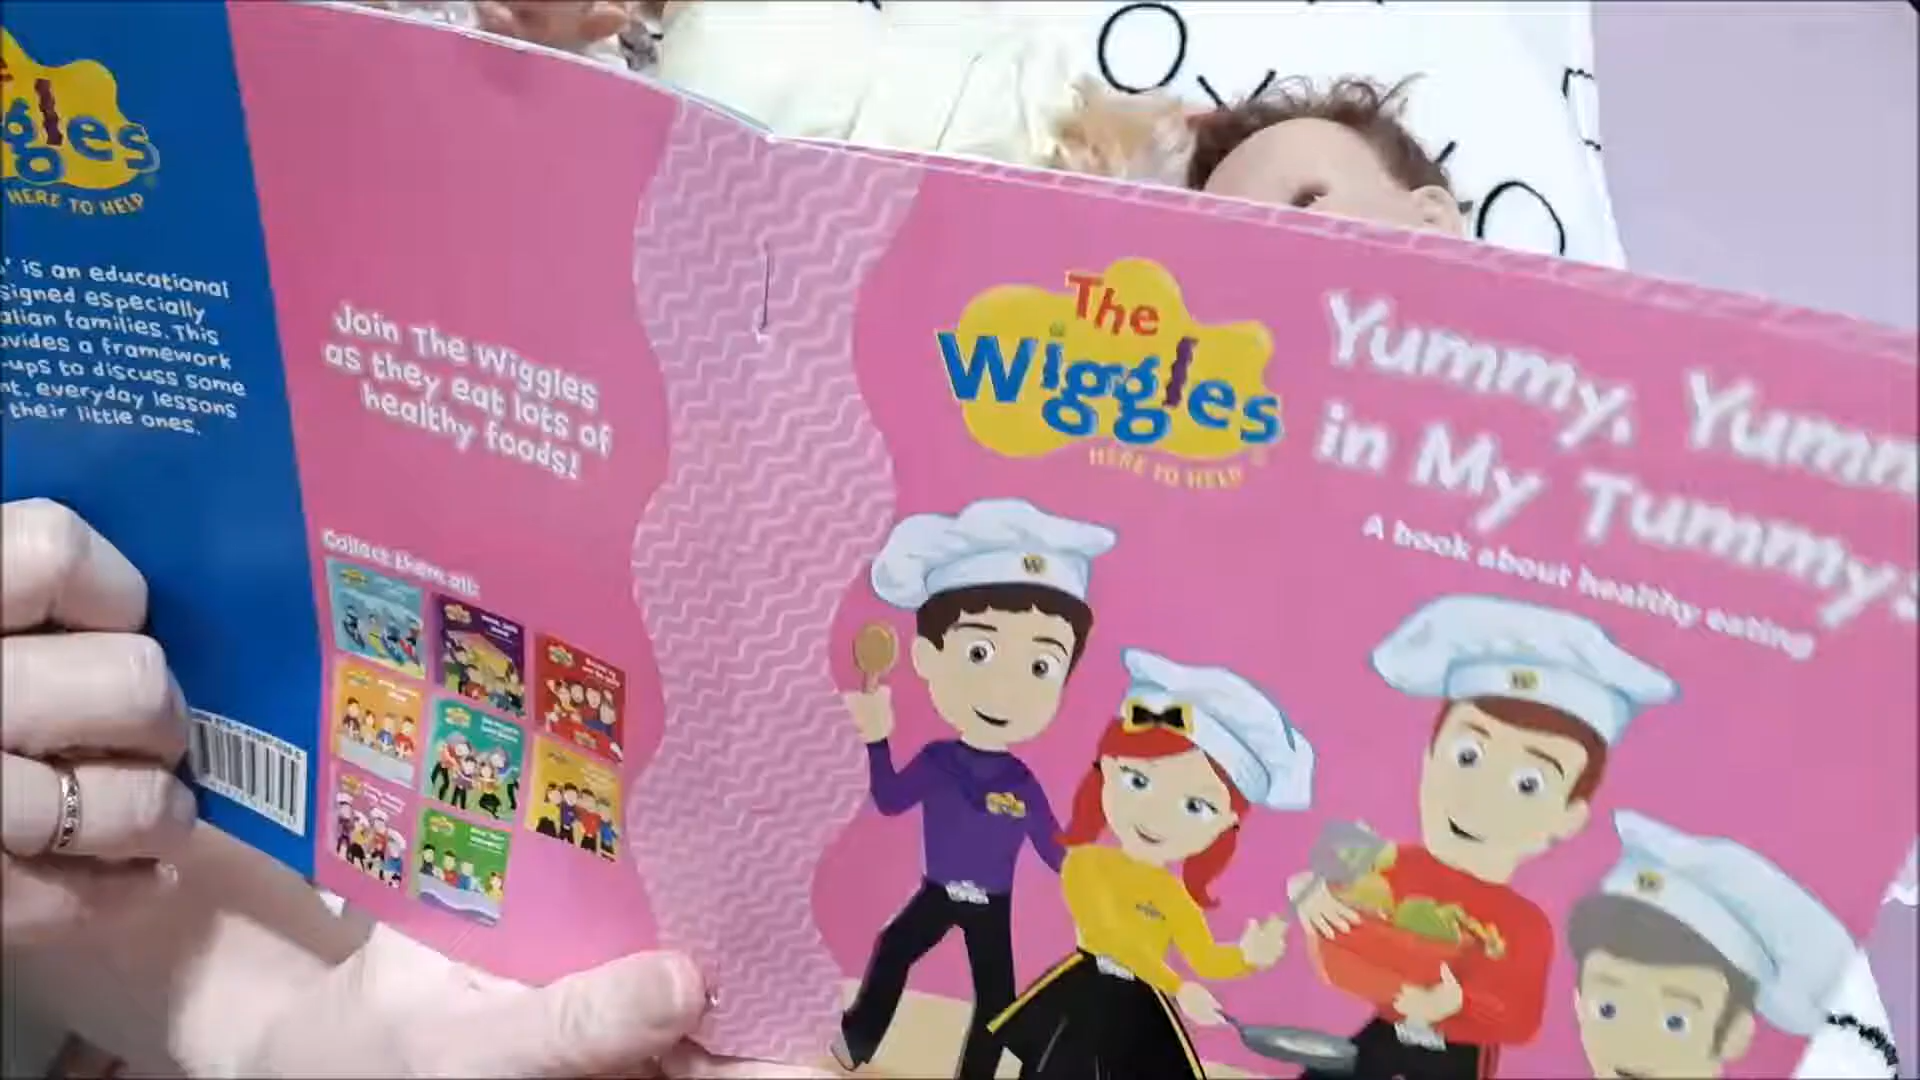 gles
HERE TO HELP
is an educational
signed especially
alian families. This
ovides a framework
-ups to discuss some
nt, everyday lessons
their little ones.
Join The Wiggles
as they eat lots of
healthy foods!
Collect them all:
The
Wiggles
HERE TO HELP
Yummy, Yumm
in My Tummy!
A book about healthy eating